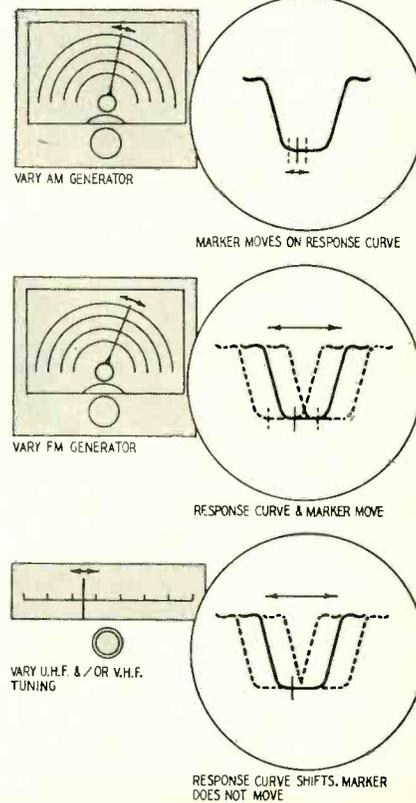 VARY AM GENERATOR
MARKER MOVES ON RESPONSE CURVE
VARY FM GENERATOR
RESPONSE CURVE & MARKER MOVE
VARY U.H.F. & / OR V.H.F.
TUNING
RESPONSE CURVE SHIFTS. MARKER
DOES NOT MOVE